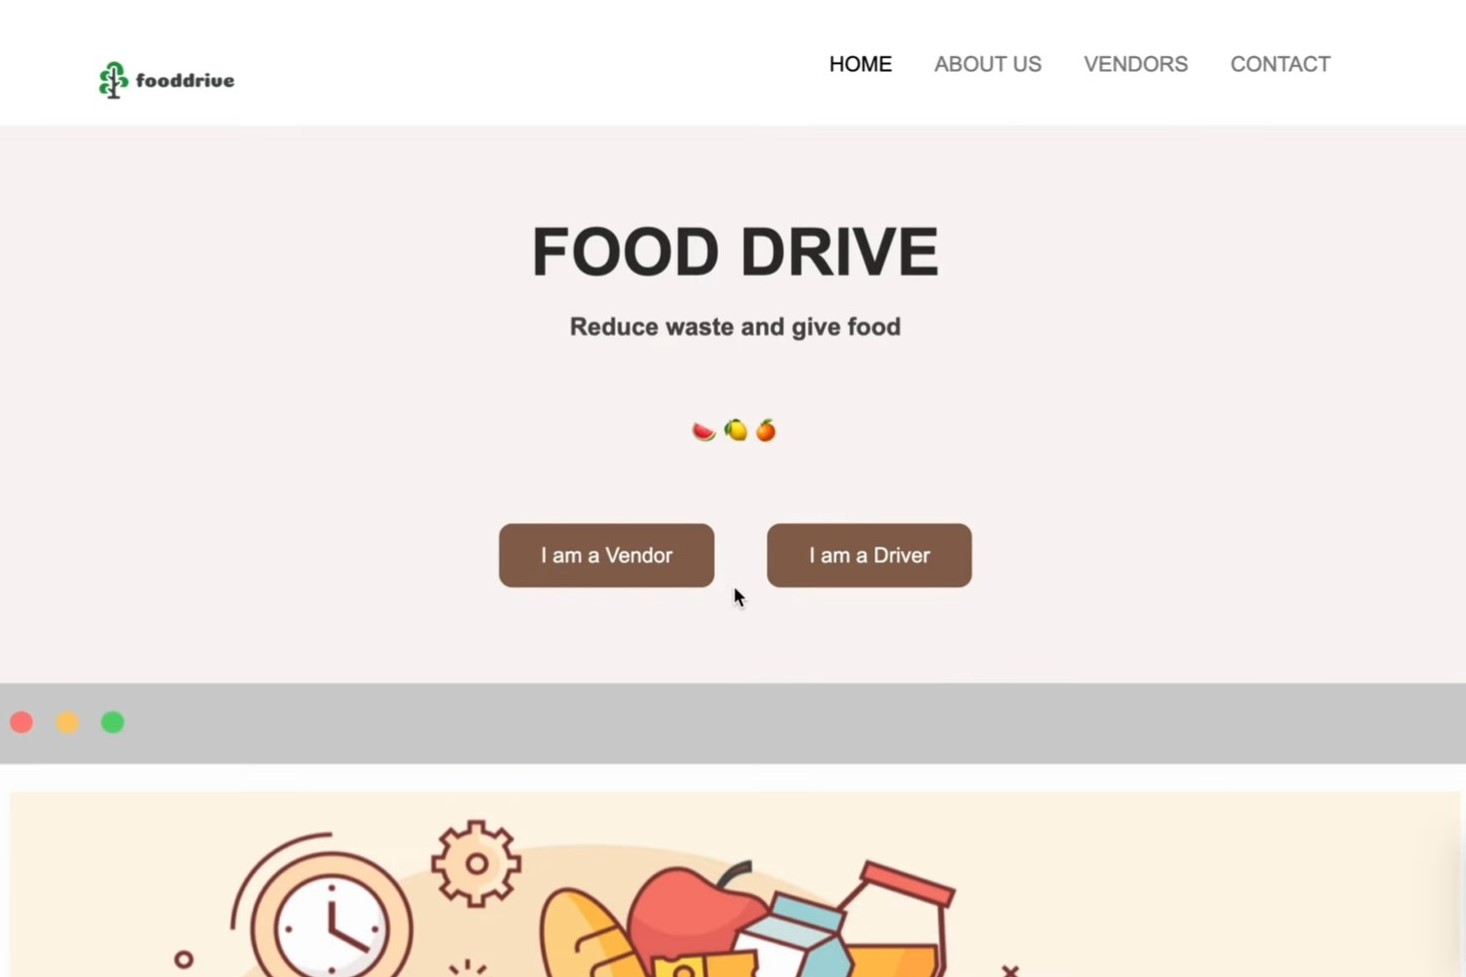 fooddrive
HOME ABOUT US VENDORS CONTACT
FOOD DRIVE
Reduce waste and give food
🍉 🍋 🍊
I am a Vendor
I am a Driver